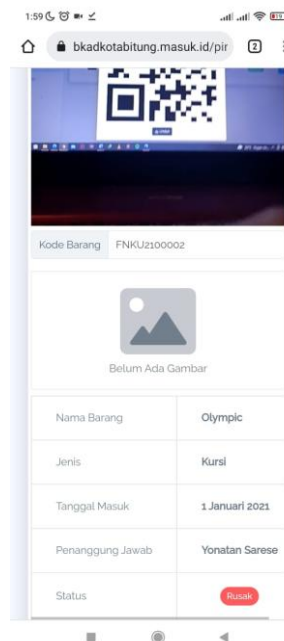 1:59
bkadkotabitung.masuk.id/pir
2
Kode Barang FNKU2100002
Belum Ada Gambar
Nama Barang Olympic
Jenis Kursi
Tanggal Masuk 1 Januari 2021
Penanggung Jawab Yonatan Sarese
Status Rusak